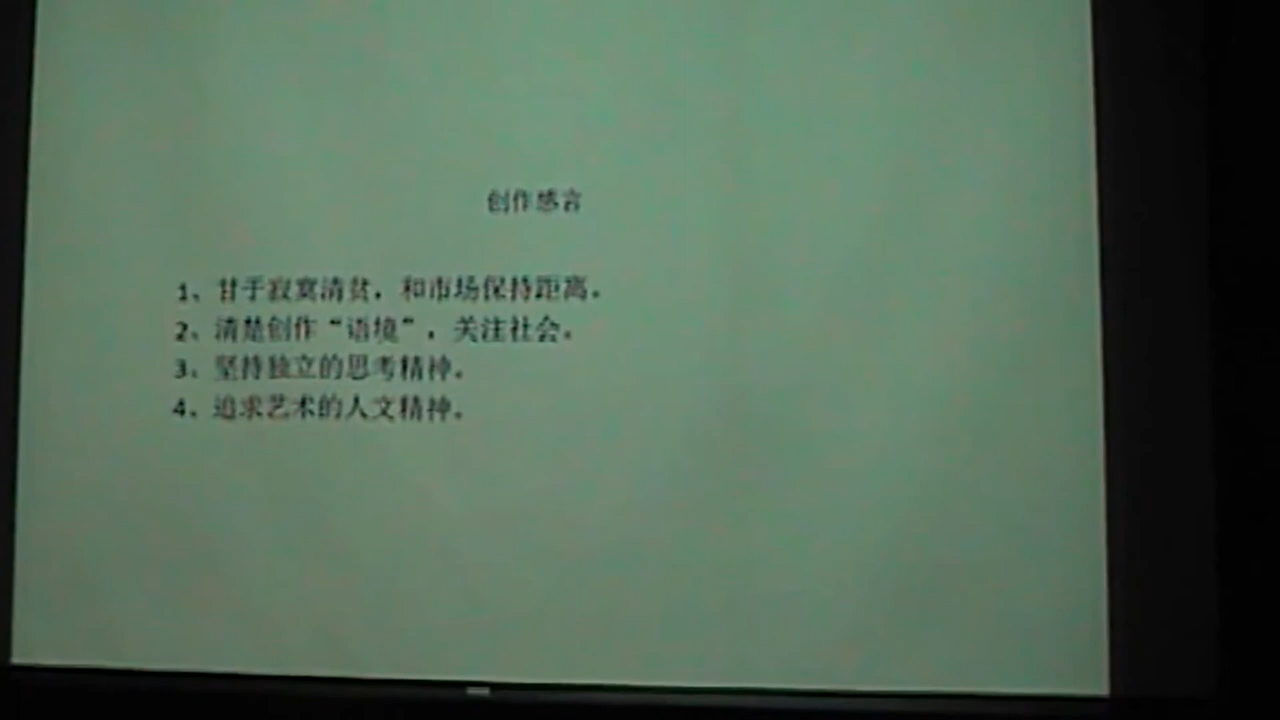 创作感言
1、甘于寂寞清贫，和市场保持距离。
2、清楚创作“语境”，关注社会。
3、坚持独立的思考精神。
4、追求艺术的人文精神。